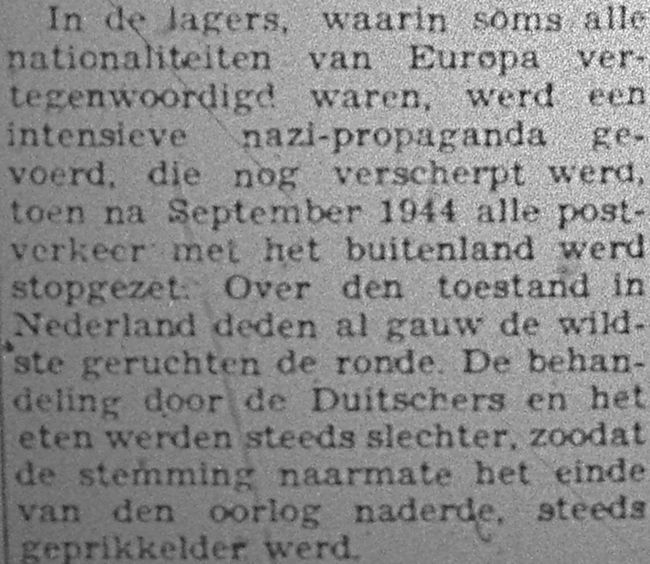 In de lagers, waarin soms alle
nationaliteiten van Europa ver-
tegenwoordigd waren, werd een
intensieve nazi-propaganda ge-
voerd, die nog verscherpt werd,
toen na September 1944 alle post-
verkeer met het buitenland werd
stopgezet. Over den toestand in
Nederland deden al gauw de wild-
ste geruchten de ronde. De behan-
deling door de Duitschers en het
eten werden steeds slechter, zoodat
de stemming naarmate het einde
van den oorlog naderde, steeds
geprikkelder werd.